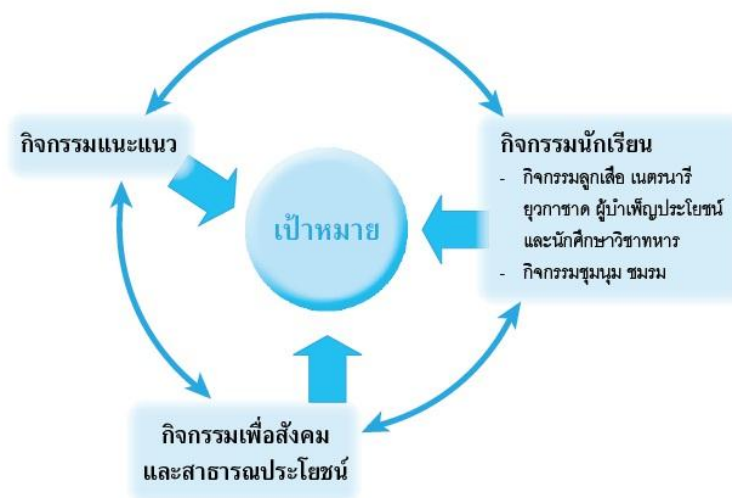 กิจกรรมแนะแนว
กิจกรรมนักเรียน
- กิจกรรมลูกเสือ เนตรนารี
ยุวกาชาด ผู้บำเพ็ญประโยชน์
และนักศึกษาวิชาทหาร
- กิจกรรมชุมนุม ชมรม
เป้าหมาย
กิจกรรมเพื่อสังคม
และสาธารณประโยชน์